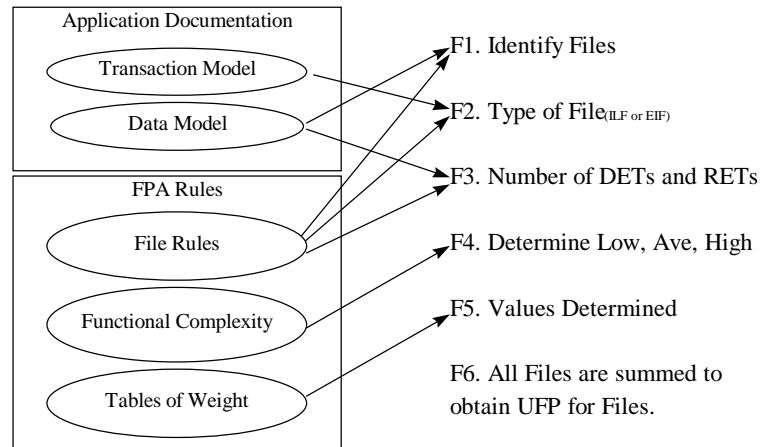 Application Documentation
Transaction Model
Data Model
FPA Rules
File Rules
Functional Complexity
Tables of Weight
F1. Identify Files
F2. Type of File(ILF or EIF)
F3. Number of DETs and RETs
F4. Determine Low, Ave, High
F5. Values Determined
F6. All Files are summed to
obtain UFP for Files.